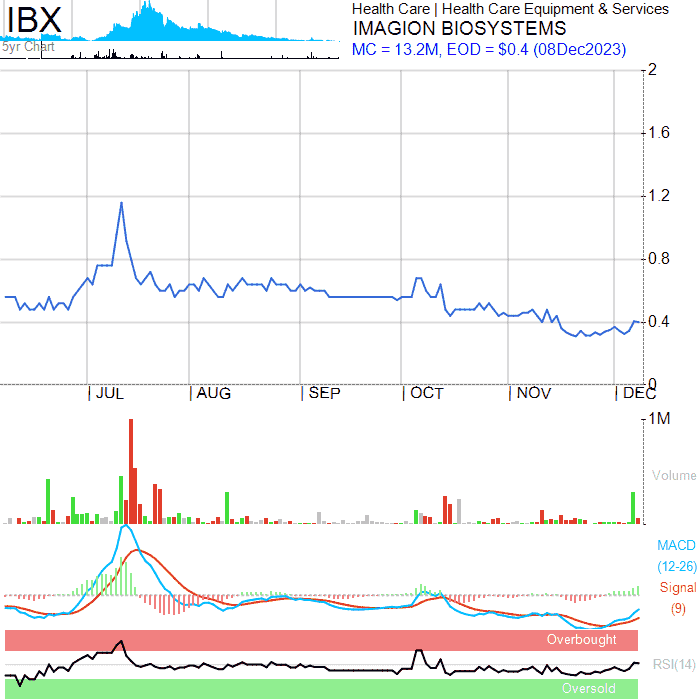 IBX
5yr Chart
Health Care | Health Care Equipment & Services
IMAGION BIOSYSTEMS
MC = 13.2M, EOD = $0.4 (08Dec2023)
2
1.6
1.2
0.8
0.4
0
JUL AUG SEP OCT NOV DEC
1M
Volume
MACD
(12-26)
Signal
(9)
Overbought
RSI(14)
Oversold